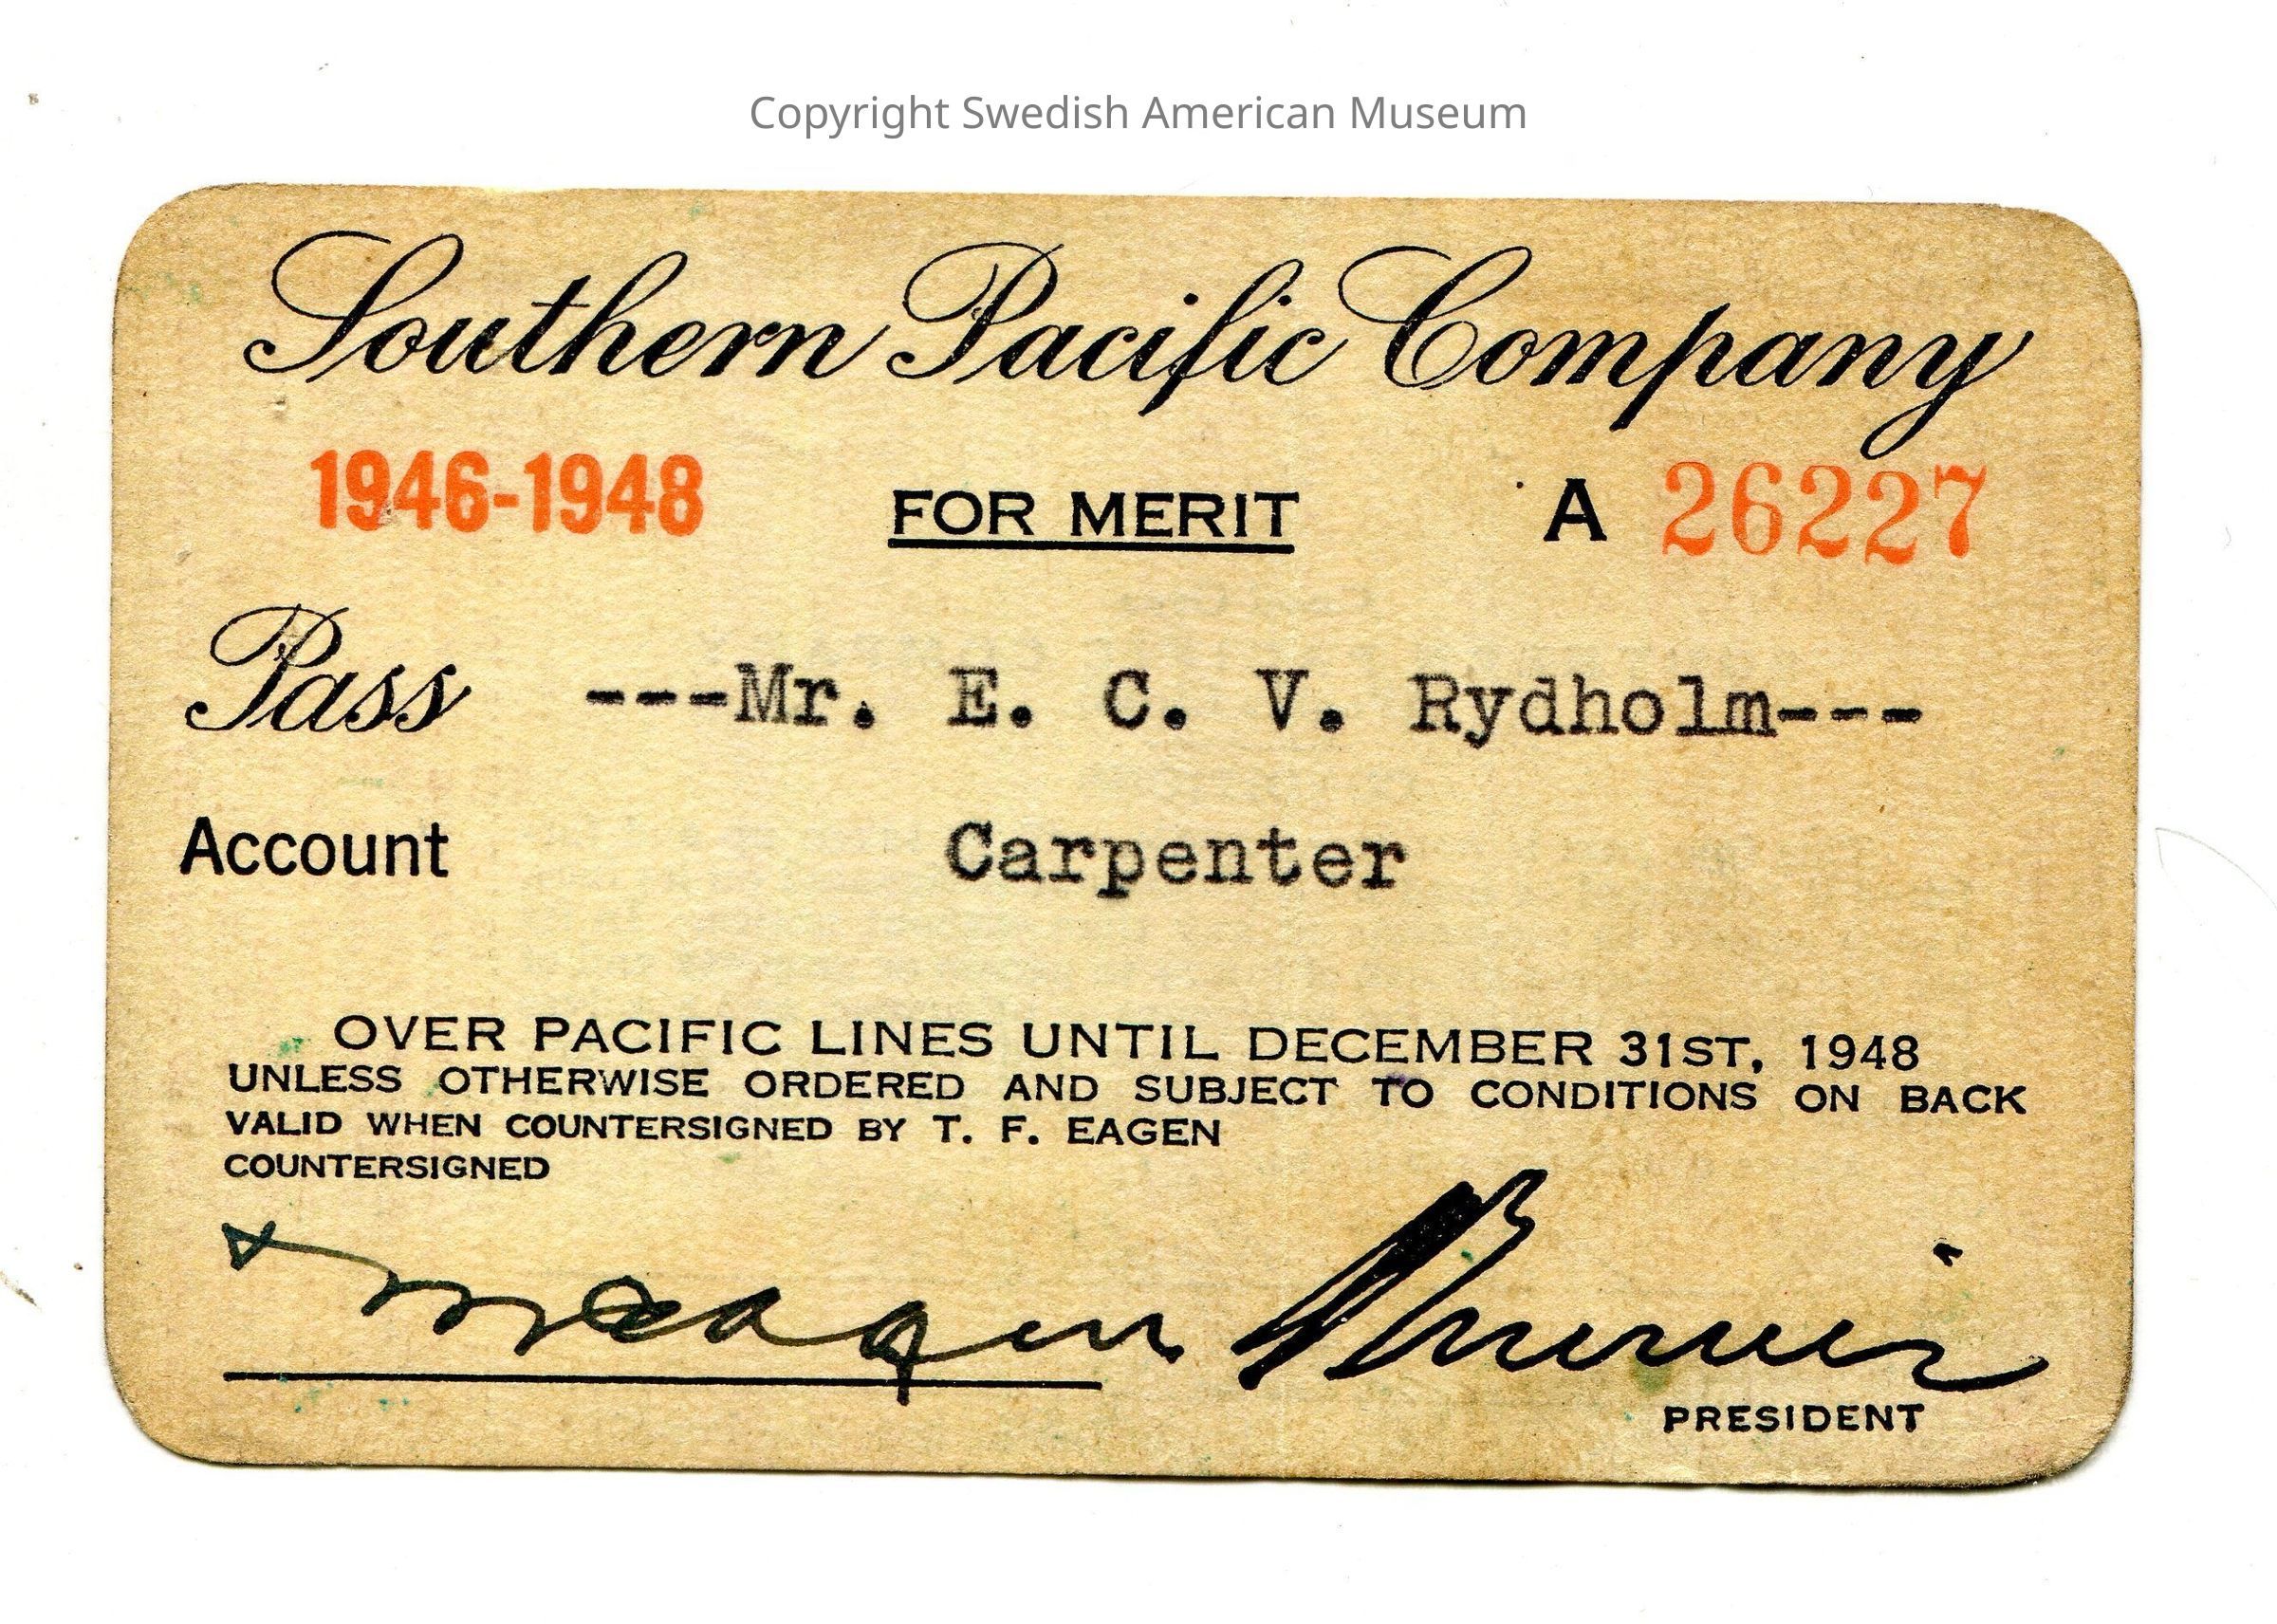 Copyright Swedish American Museum
Southern Pacific Company
1946-1948 FOR MERIT A 26227
Pass ---Mr. E. C. V. Rydholm---
Account Carpenter
OVER PACIFIC LINES UNTIL DECEMBER 31ST, 1948
UNLESS OTHERWISE ORDERED AND SUBJECT TO CONDITIONS ON BACK
VALID WHEN COUNTERSIGNED BY T. F. EAGEN
COUNTERSIGNED
PRESIDENT